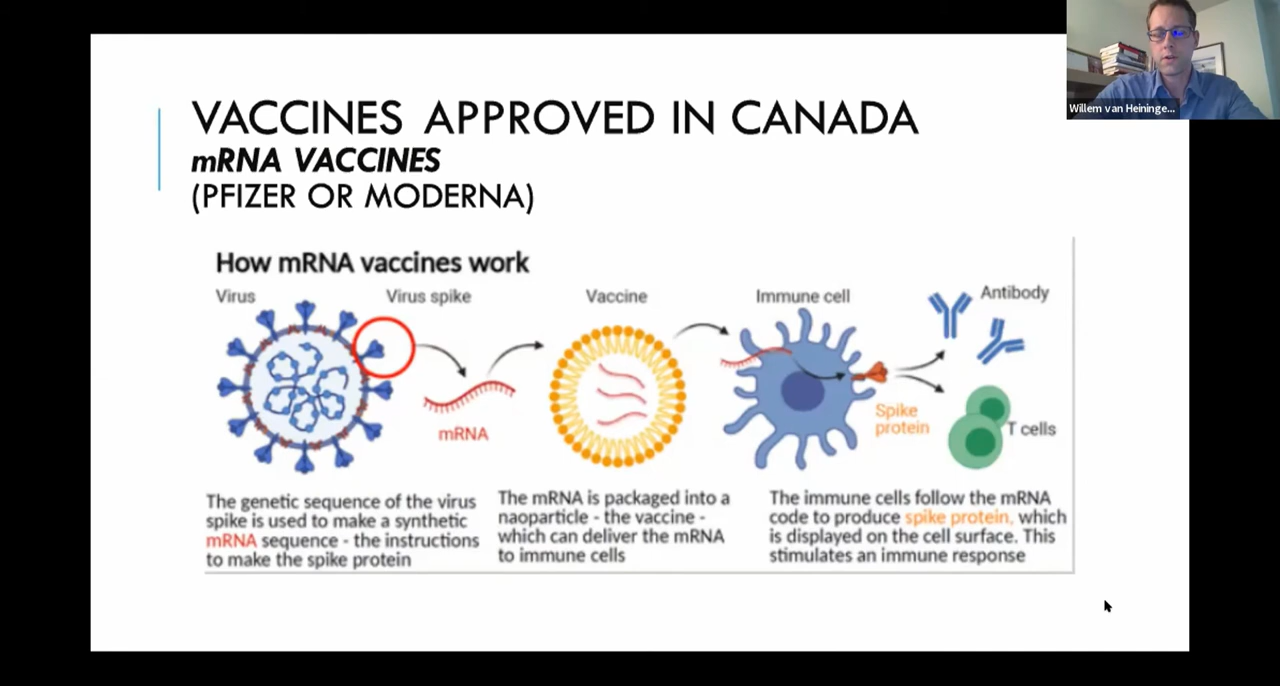 Willem van Heininge...
VACCINES APPROVED IN CANADA
mRNA VACCINES
(PFIZER OR MODERNA)
How mRNA vaccines work
Virus
Virus spike
Vaccine
Immune cell
Antibody
mRNA
Spike
protein
T cells
The genetic sequence of the virus
spike is used to make a synthetic
mRNA sequence - the instructions
to make the spike protein
The mRNA is packaged into a
naoparticle - the vaccine -
which can deliver the mRNA
to immune cells
The immune cells follow the mRNA
code to produce spike protein, which
is displayed on the cell surface. This
stimulates an immune response